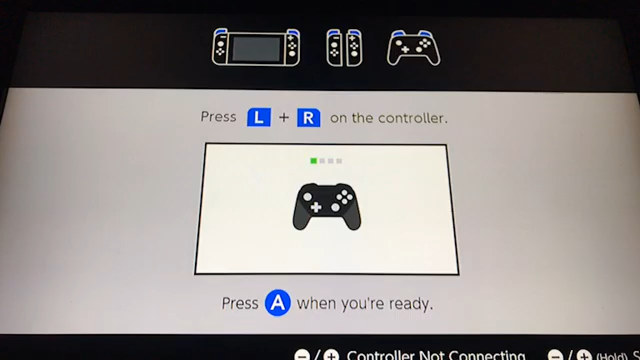 Press L + R on the controller.
Press A when you're ready.
−/+ Controller Not Connecting −/+ (Hold)